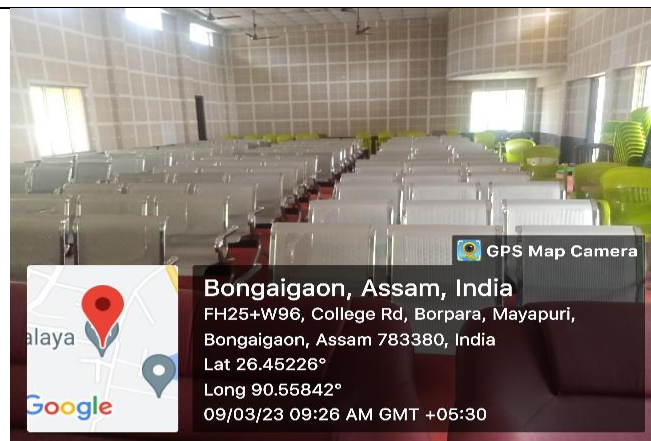 GPS Map Camera
Bongaigaon, Assam, India
FH25+W96, College Rd, Borpara, Mayapuri,
Bongaigaon, Assam 783380, India
Lat 26.45226°
Long 90.55842°
09/03/23 09:26 AM GMT +05:30
alaya
Google